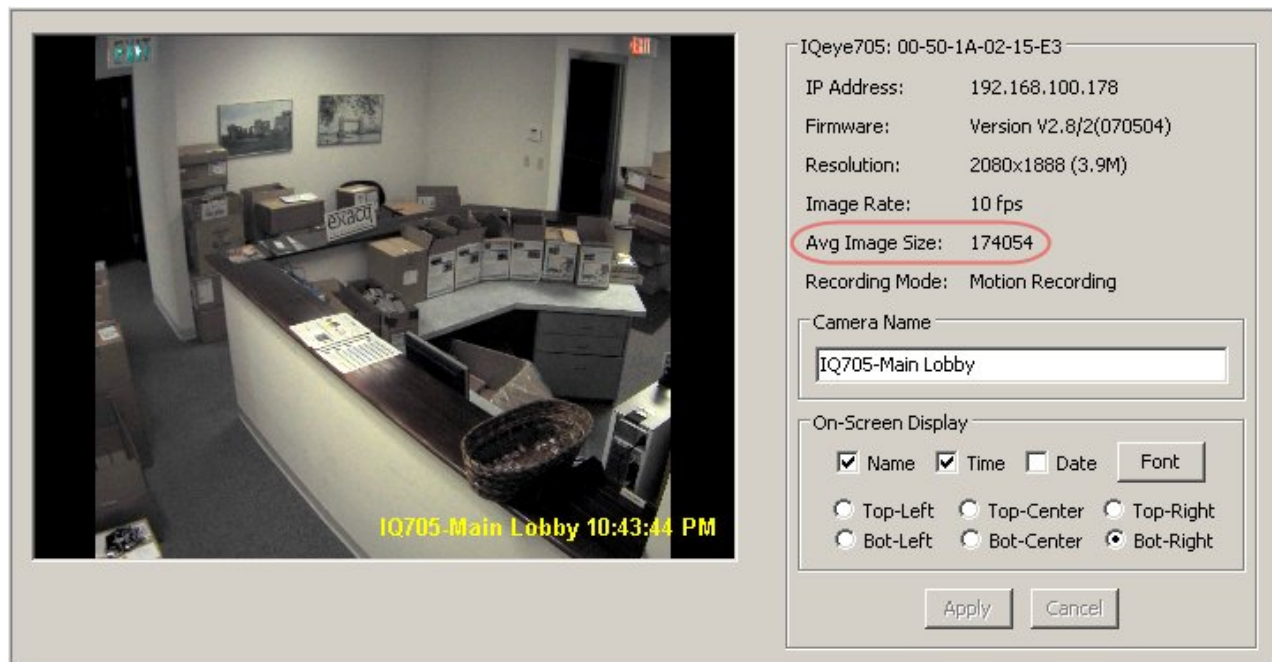 EXIT
EXIT
exacq
IQ705-Main Lobby 10:43:44 PM
IQeye705: 00-50-1A-02-15-E3
IP Address: 192.168.100.178
Firmware: Version V2.8/2(070504)
Resolution: 2080x1888 (3.9M)
Image Rate: 10 fps
Avg Image Size: 174054
Recording Mode: Motion Recording
Camera Name
IQ705-Main Lobby
On-Screen Display
Name Time Date Font
Top-Left Top-Center Top-Right
Bot-Left Bot-Center Bot-Right
Apply Cancel